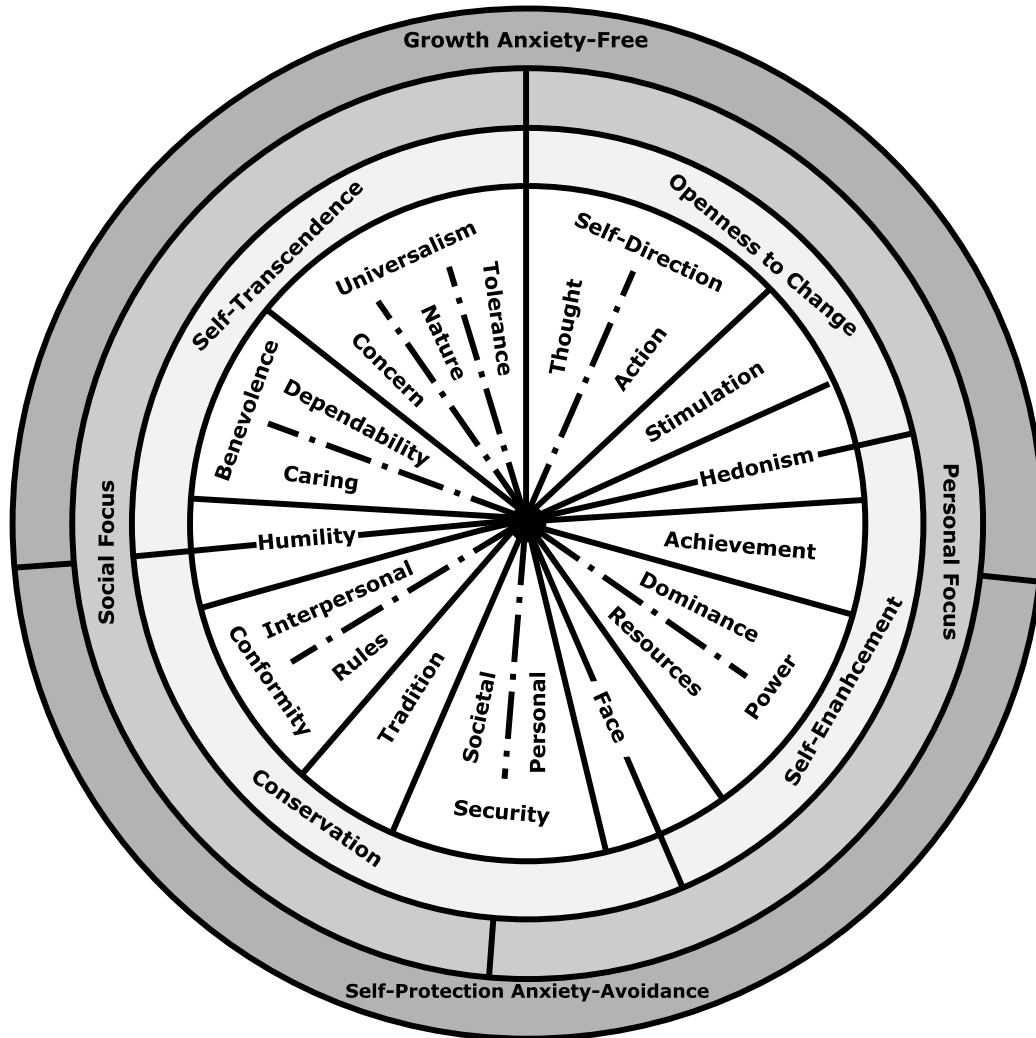 Growth Anxiety-Free
Self-Transcendence
Openness to Change
Universalism
Tolerance
Nature
Concern
Self-Direction
Thought
Action
Stimulation
Hedonism
Benevolence
Dependability
Caring
Humility
Achievement
Social Focus
Personal Focus
Interpersonal
Rules
Conformity
Tradition
Societal
Personal
Security
Face
Dominance
Resources
Power
Self-Enanhcement
Conservation
Self-Protection Anxiety-Avoidance